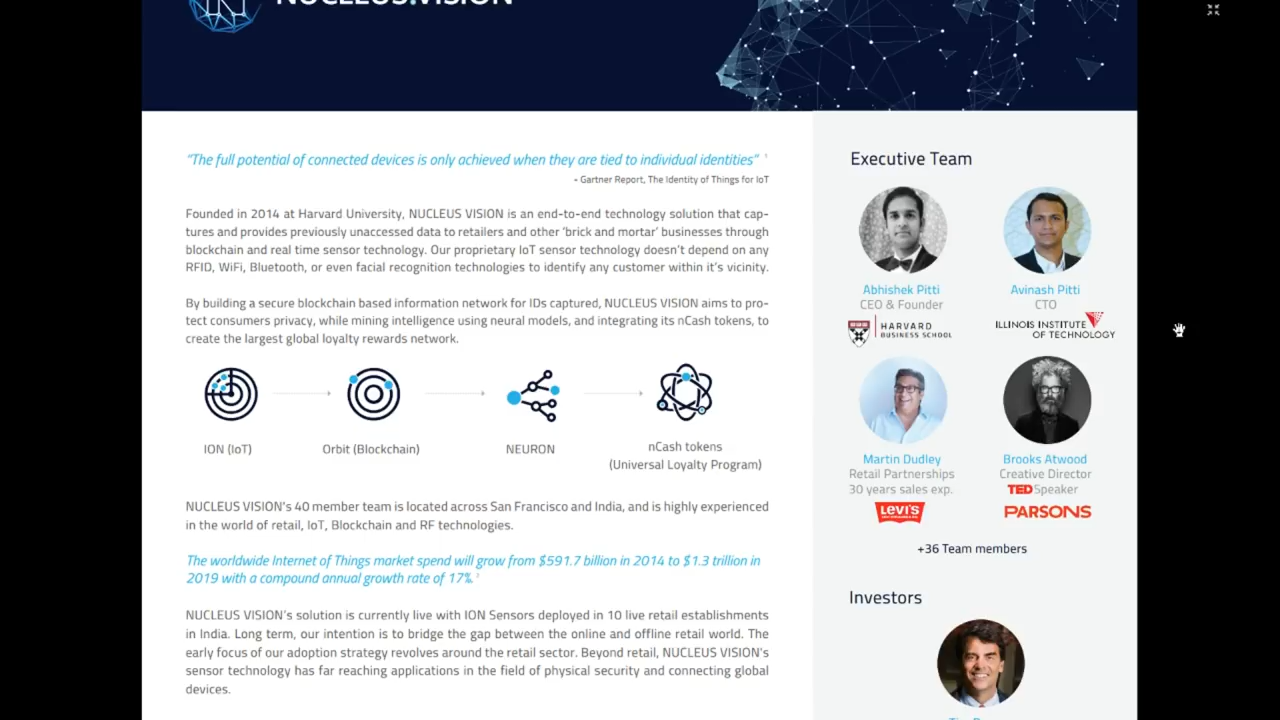 NUCLEUS.VISION
"The full potential of connected devices is only achieved when they are tied to individual identities" 1
- Gartner Report, The Identity of Things for IoT
Founded in 2014 at Harvard University, NUCLEUS VISION is an end-to-end technology solution that cap-
tures and provides previously unaccessed data to retailers and other 'brick and mortar' businesses through
blockchain and real time sensor technology. Our proprietary IoT sensor technology doesn't depend on any
RFID, WiFi, Bluetooth, or even facial recognition technologies to identify any customer within it's vicinity.
By building a secure blockchain based information network for IDs captured, NUCLEUS VISION aims to pro-
tect consumers privacy, while mining intelligence using neural models, and integrating its nCash tokens, to
create the largest global loyalty rewards network.
ION (IoT)
Orbit (Blockchain)
NEURON
nCash tokens
(Universal Loyalty Program)
NUCLEUS VISION's 40 member team is located across San Francisco and India, and is highly experienced
in the world of retail, IoT, Blockchain and RF technologies.
The worldwide Internet of Things market spend will grow from $591.7 billion in 2014 to $1.3 trillion in
2019 with a compound annual growth rate of 17%.
NUCLEUS VISION's solution is currently live with ION Sensors deployed in 10 live retail establishments
in India. Long term, our intention is to bridge the gap between the online and offline retail world. The
early focus of our adoption strategy revolves around the retail sector. Beyond retail, NUCLEUS VISION's
sensor technology has far reaching applications in the field of physical security and connecting global
devices.
Executive Team
Abhishek Pitti
CEO & Founder
HARVARD
BUSINESS SCHOOL
Avinash Pitti
CTO
ILLINOIS INSTITUTE
OF TECHNOLOGY
Martin Dudley
Retail Partnerships
30 years sales exp.
LEVI'S
Brooks Atwood
Creative Director
TED Speaker
PARSONS
+36 Team members
Investors